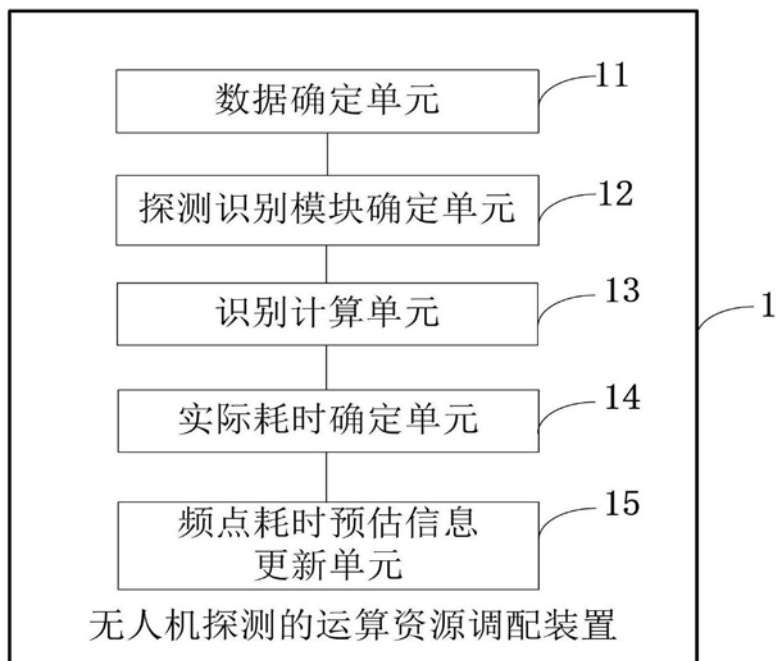 数据确定单元
11
探测识别模块确定单元
12
识别计算单元
13
1
实际耗时确定单元
14
频点耗时预估信息
更新单元
15
无人机探测的运算资源调配装置